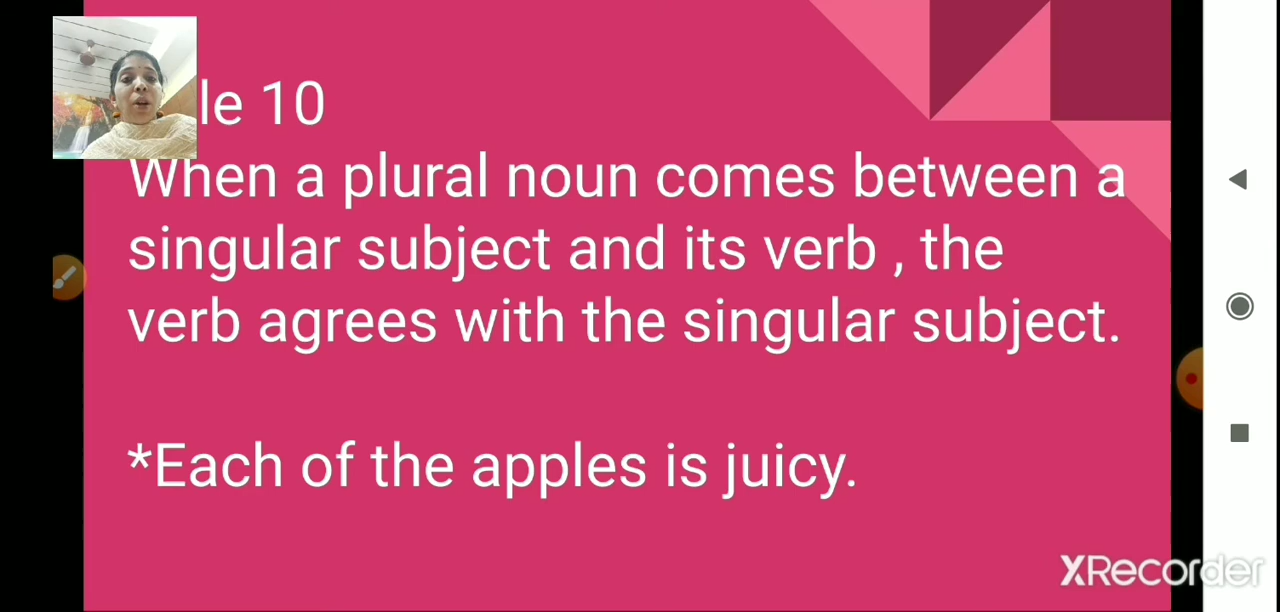 le 10
When a plural noun comes between a
singular subject and its verb , the
verb agrees with the singular subject.
*Each of the apples is juicy.
XRecorder